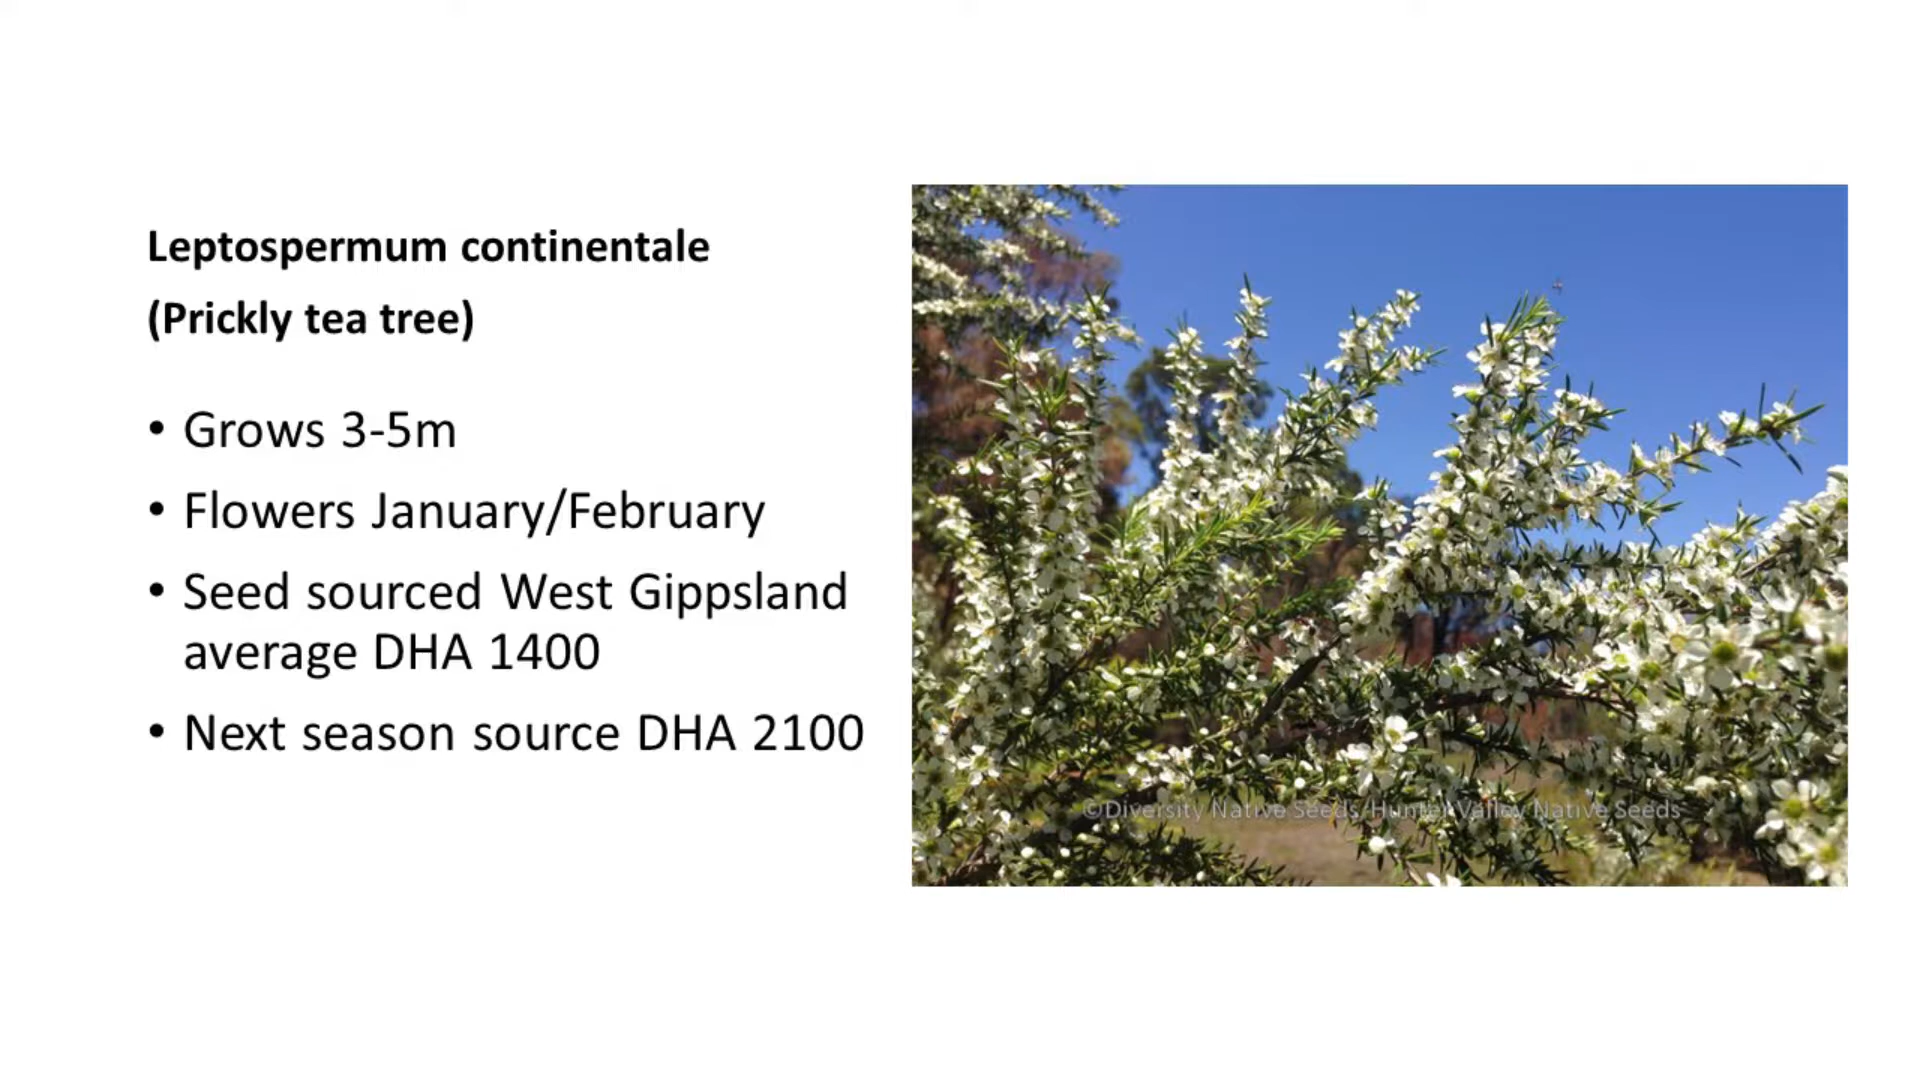 Leptospermum continentale
(Prickly tea tree)
• Grows 3-5m
• Flowers January/February
• Seed sourced West Gippsland
average DHA 1400
• Next season source DHA 2100
©Diversity Native Seeds/Hunter Valley Native Seeds